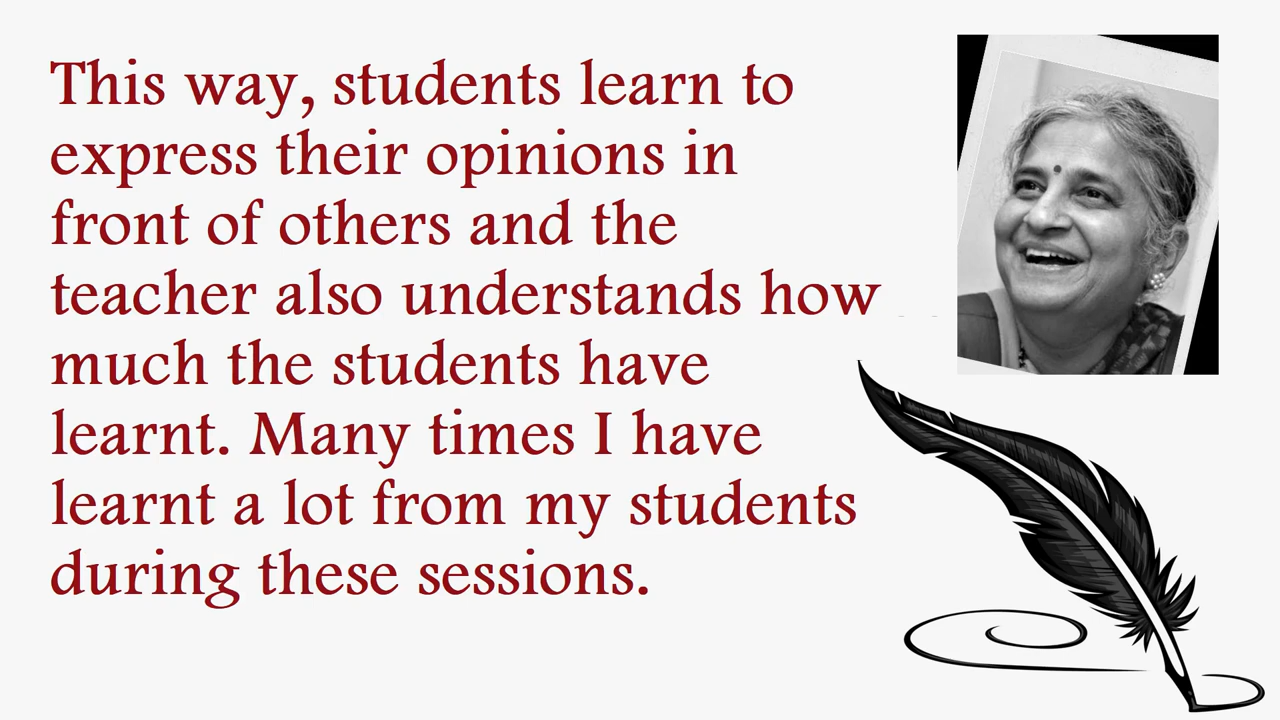 This way, students learn to
express their opinions in
front of others and the
teacher also understands how
much the students have
learnt. Many times I have
learnt a lot from my students
during these sessions.